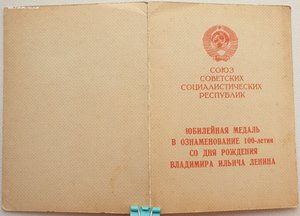 СОЮЗ
СОВЕТСКИХ
СОЦИАЛИСТИЧЕСКИХ
РЕСПУБЛИК
ЮБИЛЕЙНАЯ МЕДАЛЬ
В ОЗНАМЕНОВАНИЕ 100-летия
СО ДНЯ РОЖДЕНИЯ
ВЛАДИМИРА ИЛЬИЧА ЛЕНИНА